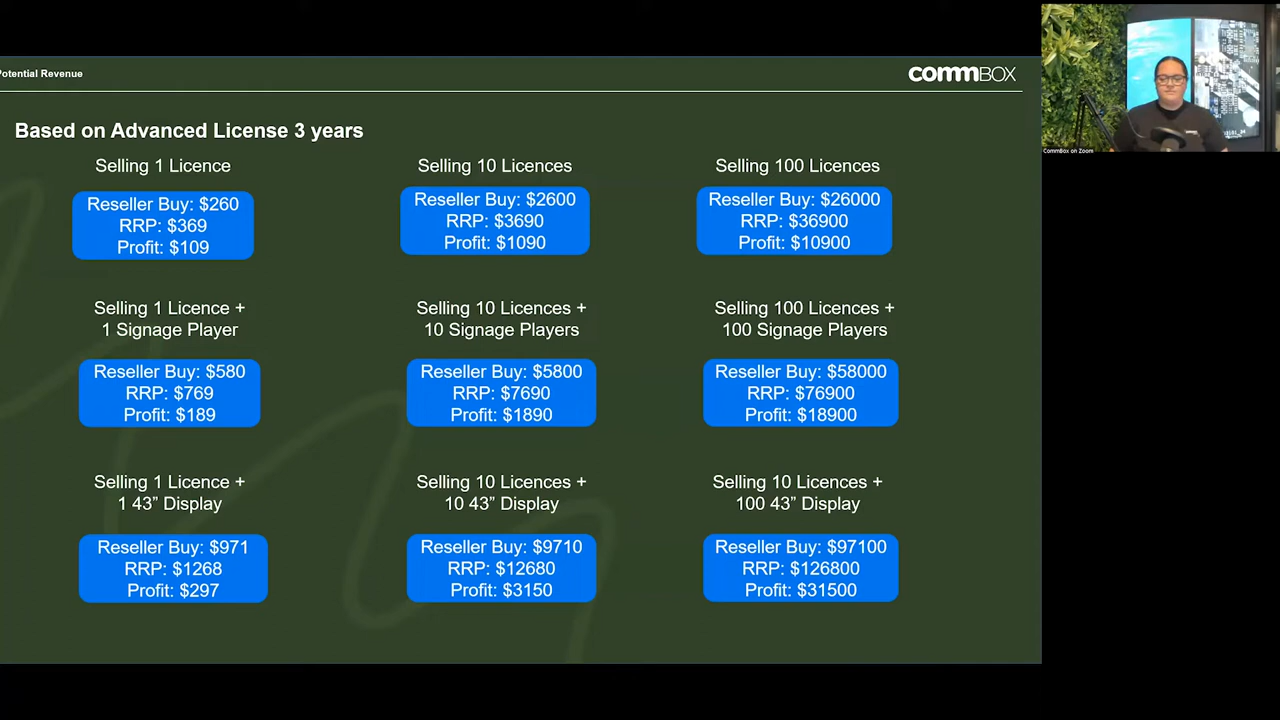 Potential Revenue
commBOX
Based on Advanced License 3 years
Selling 1 Licence
Reseller Buy: $260
RRP: $369
Profit: $109
Selling 10 Licences
Reseller Buy: $2600
RRP: $3690
Profit: $1090
Selling 100 Licences
Reseller Buy: $26000
RRP: $36900
Profit: $10900
Selling 1 Licence +
1 Signage Player
Reseller Buy: $580
RRP: $769
Profit: $189
Selling 10 Licences +
10 Signage Players
Reseller Buy: $5800
RRP: $7690
Profit: $1890
Selling 100 Licences +
100 Signage Players
Reseller Buy: $58000
RRP: $76900
Profit: $18900
Selling 1 Licence +
1 43” Display
Reseller Buy: $971
RRP: $1268
Profit: $297
Selling 10 Licences +
10 43” Display
Reseller Buy: $9710
RRP: $12680
Profit: $3150
Selling 10 Licences +
100 43” Display
Reseller Buy: $97100
RRP: $126800
Profit: $31500
CommBox on Zoom